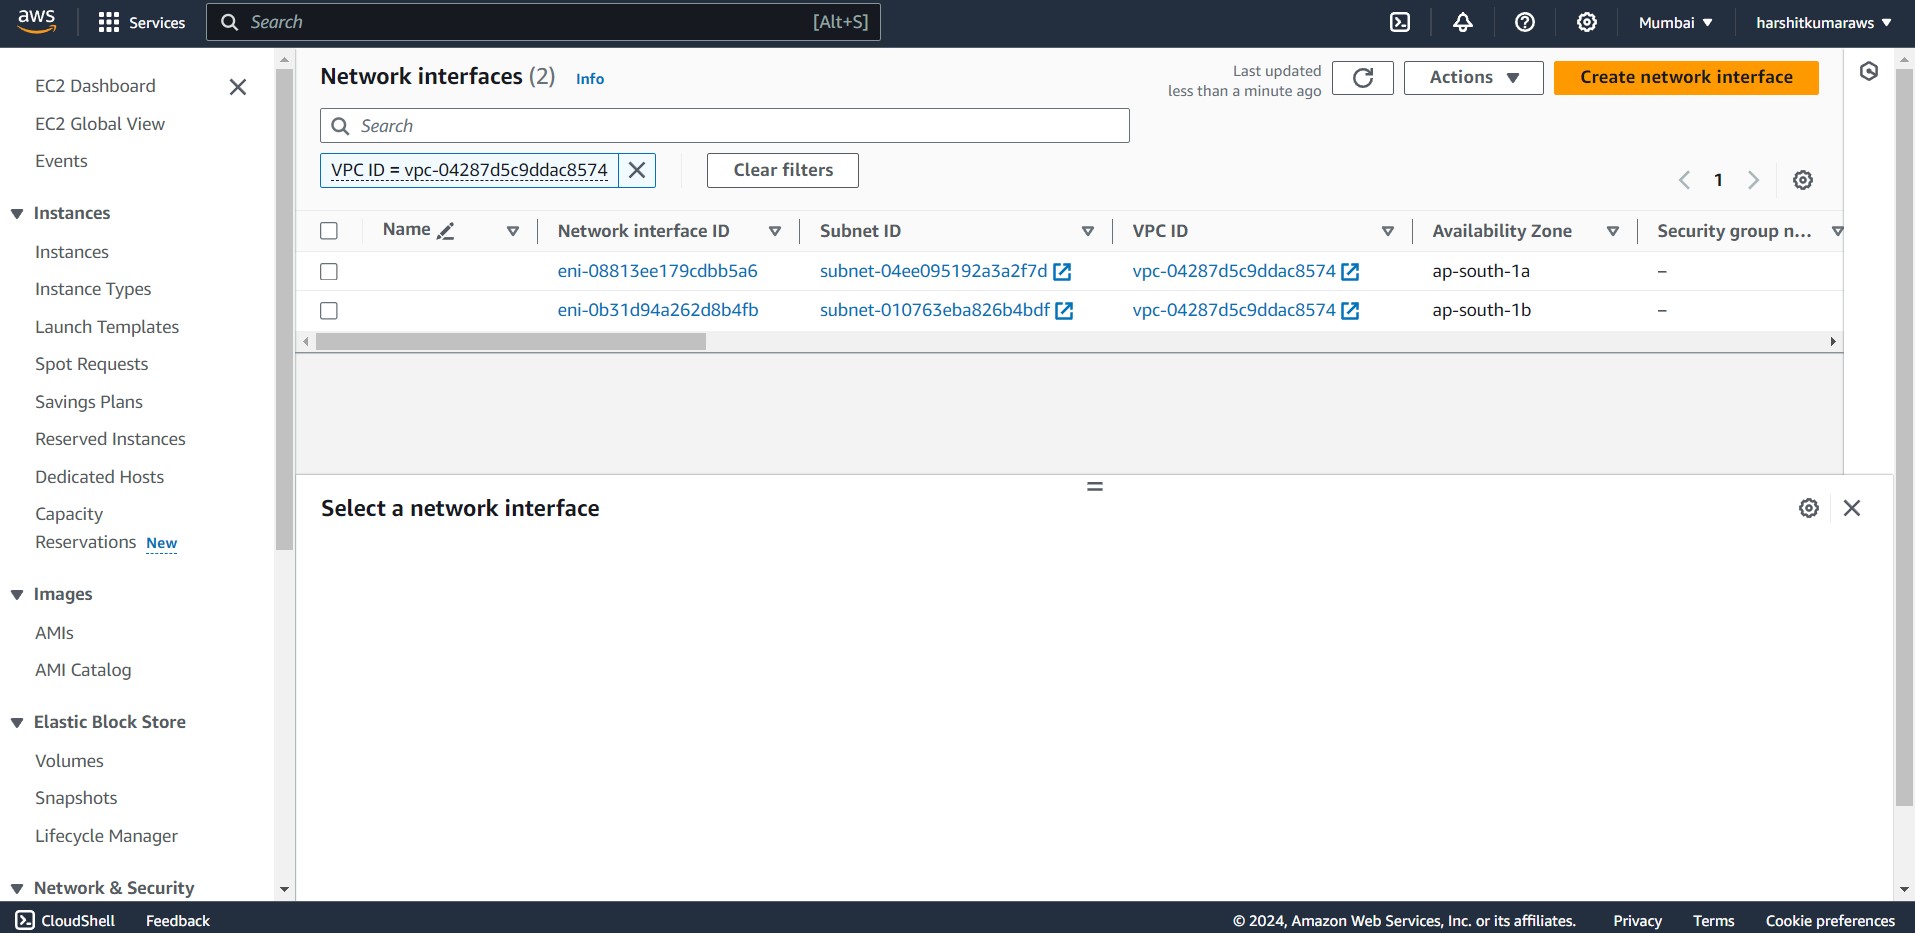 aws Services Search [Alt+S] Mumbai harshitkumaraws
EC2 Dashboard
EC2 Global View
Events
Instances
Instances
Instance Types
Launch Templates
Spot Requests
Savings Plans
Reserved Instances
Dedicated Hosts
Capacity
Reservations New
Images
AMIs
AMI Catalog
Elastic Block Store
Volumes
Snapshots
Lifecycle Manager
Network & Security
Network interfaces (2) Info
Last updated
less than a minute ago
Actions
Create network interface
Search
VPC ID = vpc-04287d5c9ddac8574
Clear filters
1
Name Network interface ID Subnet ID VPC ID Availability Zone Security group n...
eni-08813ee179cdbb5a6 subnet-04ee095192a3a2f7d vpc-04287d5c9ddac8574 ap-south-1a –
eni-0b31d94a262d8b4fb subnet-010763eba826b4bdf vpc-04287d5c9ddac8574 ap-south-1b –
Select a network interface
CloudShell Feedback © 2024, Amazon Web Services, Inc. or its affiliates. Privacy Terms Cookie preferences